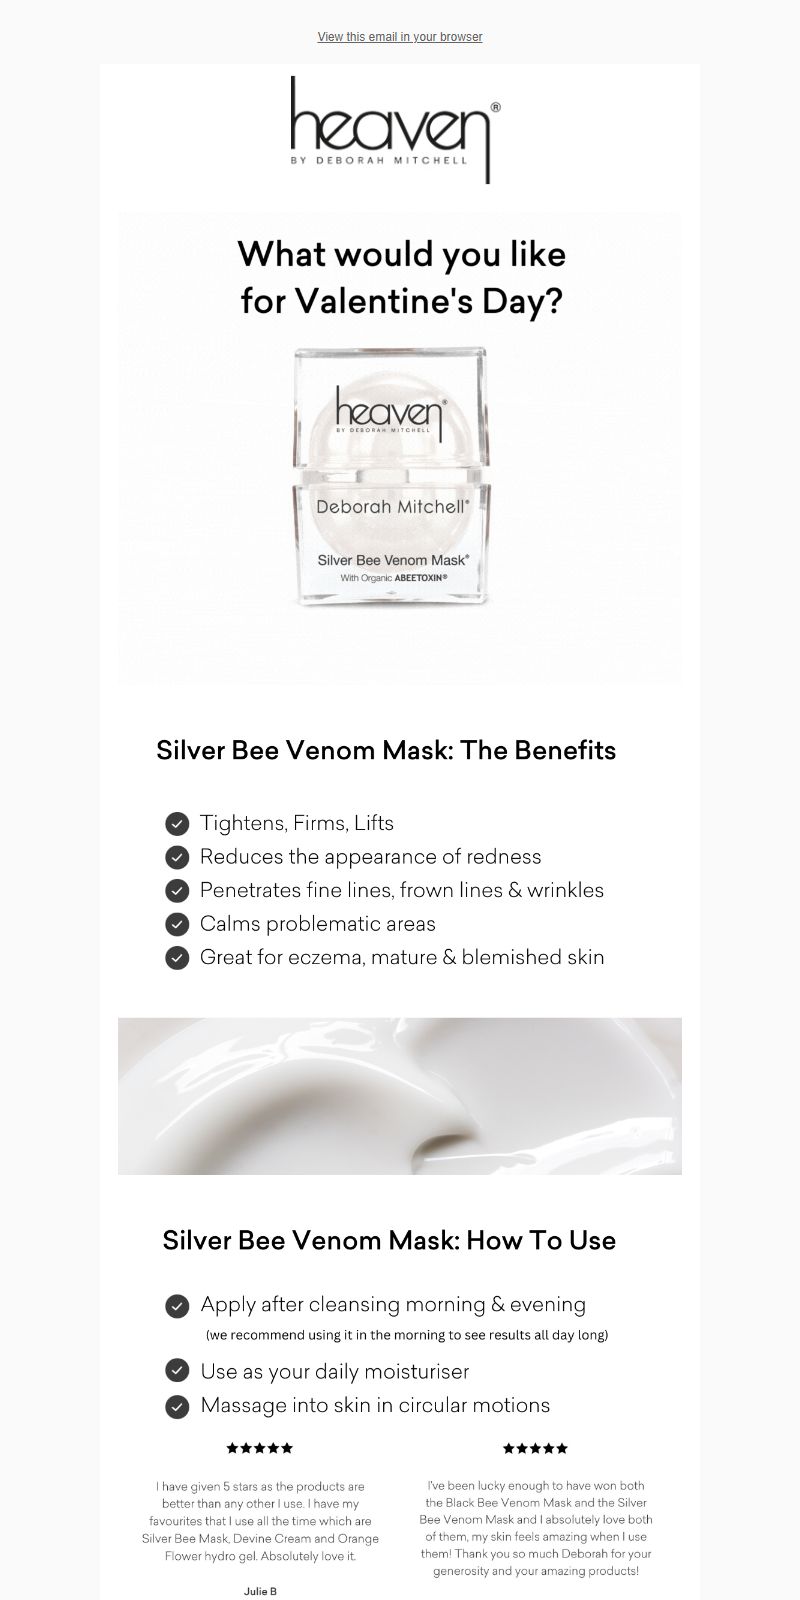 View this email in your browser
heaven®
BY DEBORAH MITCHELL
What would you like
for Valentine's Day?
heaven®
BY DEBORAH MITCHELL
Deborah Mitchell®
Silver Bee Venom Mask®
With Organic ABEETOXIN®
Silver Bee Venom Mask: The Benefits
Tightens, Firms, Lifts
Reduces the appearance of redness
Penetrates fine lines, frown lines & wrinkles
Calms problematic areas
Great for eczema, mature & blemished skin
Silver Bee Venom Mask: How To Use
Apply after cleansing morning & evening
(we recommend using it in the morning to see results all day long)
Use as your daily moisturiser
Massage into skin in circular motions
I have given 5 stars as the products are
better than any other I use. I have my
favourites that I use all the time which are
Silver Bee Mask, Devine Cream and Orange
Flower hydro gel. Absolutely love it.
Julie B
I've been lucky enough to have won both
the Black Bee Venom Mask and the Silver
Bee Venom Mask and I absolutely love both
of them, my skin feels amazing when I use
them! Thank you so much Deborah for your
generosity and your amazing products!